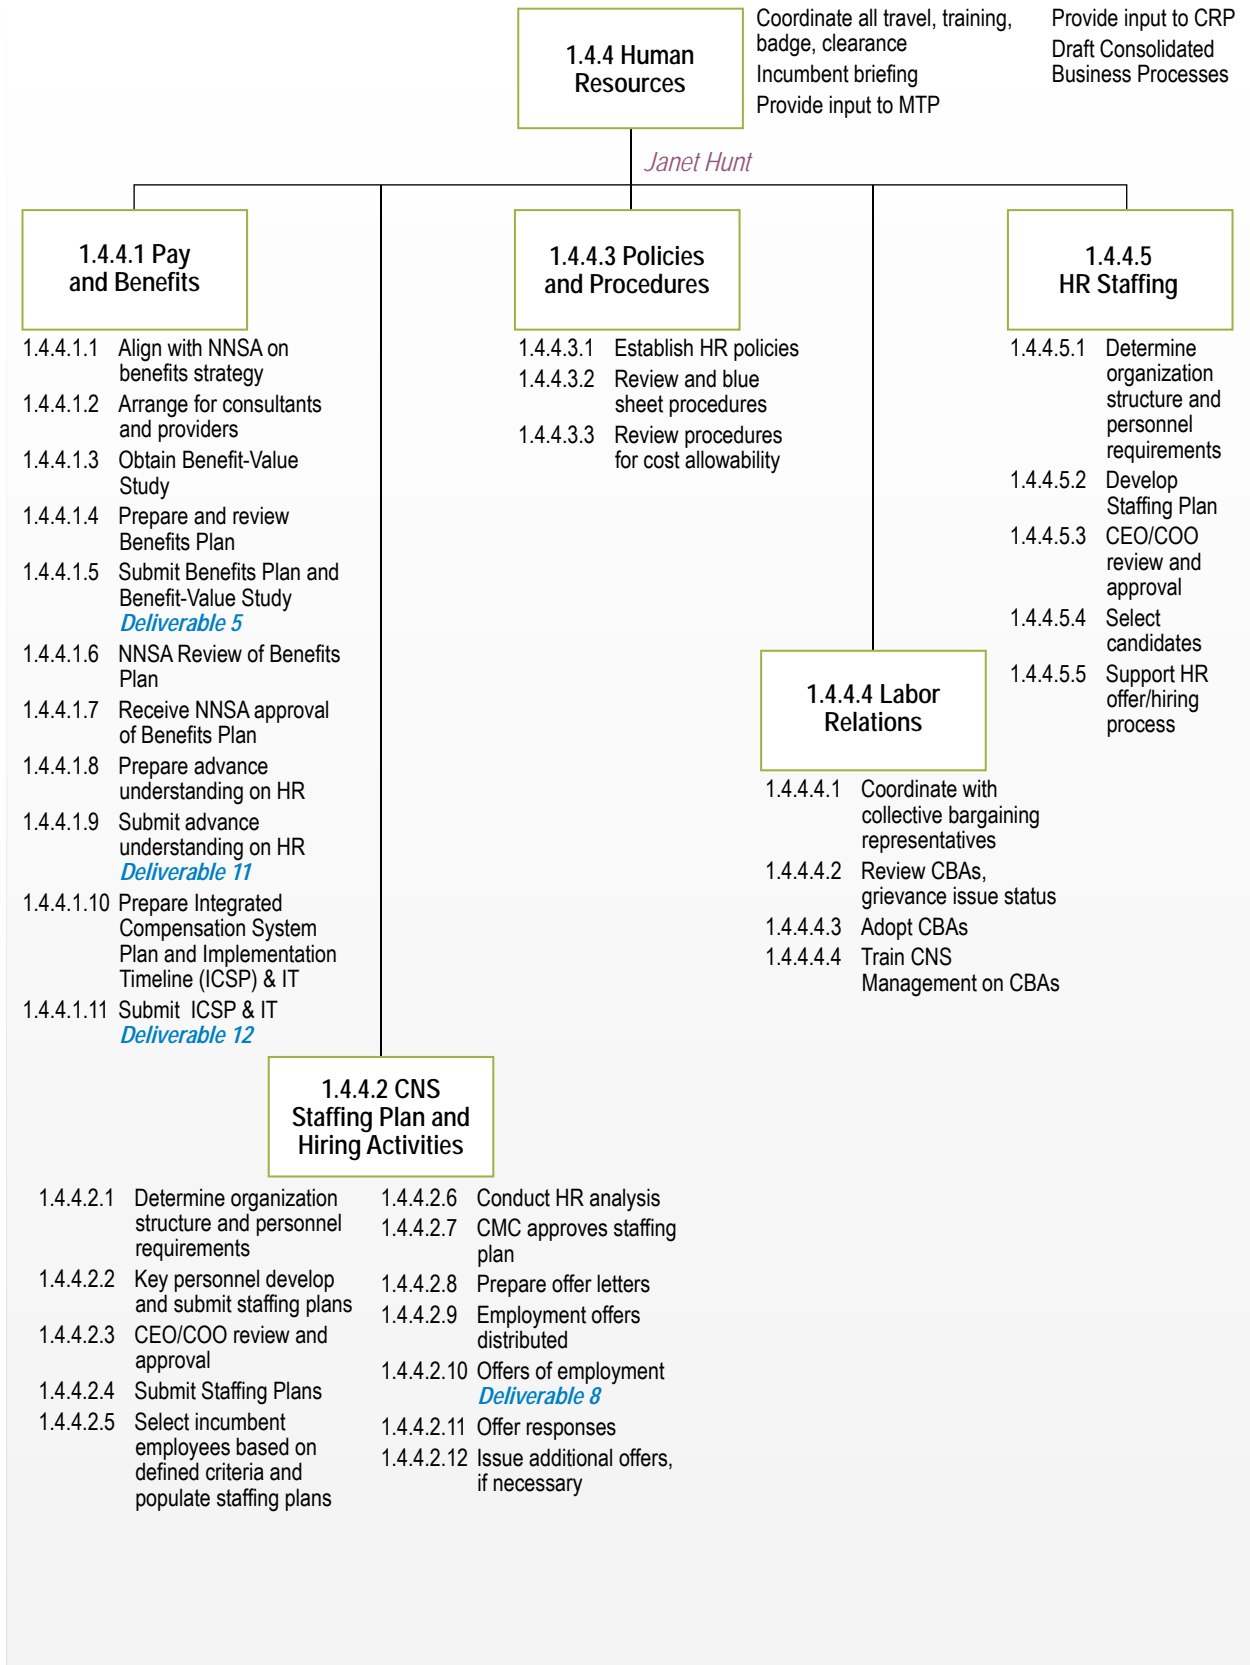 1.4.4 Human
Resources
Coordinate all travel, training,
badge, clearance
Incumbent briefing
Provide input to MTP
Provide input to CRP
Draft Consolidated
Business Processes
Janet Hunt
1.4.4.1 Pay
and Benefits
1.4.4.1.1 Align with NNSA on
benefits strategy
1.4.4.1.2 Arrange for consultants
and providers
1.4.4.1.3 Obtain Benefit-Value
Study
1.4.4.1.4 Prepare and review
Benefits Plan
1.4.4.1.5 Submit Benefits Plan and
Benefit-Value Study
Deliverable 5
1.4.4.1.6 NNSA Review of Benefits
Plan
1.4.4.1.7 Receive NNSA approval
of Benefits Plan
1.4.4.1.8 Prepare advance
understanding on HR
1.4.4.1.9 Submit advance
understanding on HR
Deliverable 11
1.4.4.1.10 Prepare Integrated
Compensation System
Plan and Implementation
Timeline (ICSP) & IT
1.4.4.1.11 Submit ICSP & IT
Deliverable 12
1.4.4.2 CNS
Staffing Plan and
Hiring Activities
1.4.4.2.1 Determine organization
structure and personnel
requirements
1.4.4.2.2 Key personnel develop
and submit staffing plans
1.4.4.2.3 CEO/COO review and
approval
1.4.4.2.4 Submit Staffing Plans
1.4.4.2.5 Select incumbent
employees based on
defined criteria and
populate staffing plans
1.4.4.2.6 Conduct HR analysis
1.4.4.2.7 CMC approves staffing
plan
1.4.4.2.8 Prepare offer letters
1.4.4.2.9 Employment offers
distributed
1.4.4.2.10 Offers of employment
Deliverable 8
1.4.4.2.11 Offer responses
1.4.4.2.12 Issue additional offers,
if necessary
1.4.4.3 Policies
and Procedures
1.4.4.3.1 Establish HR policies
1.4.4.3.2 Review and blue
sheet procedures
1.4.4.3.3 Review procedures
for cost allowability
1.4.4.4 Labor
Relations
1.4.4.4.1 Coordinate with
collective bargaining
representatives
1.4.4.4.2 Review CBAs,
grievance issue status
1.4.4.4.3 Adopt CBAs
1.4.4.4.4 Train CNS
Management on CBAs
1.4.4.5
HR Staffing
1.4.4.5.1 Determine
organization
structure and
personnel
requirements
1.4.4.5.2 Develop
Staffing Plan
1.4.4.5.3 CEO/COO
review and
approval
1.4.4.5.4 Select
candidates
1.4.4.5.5 Support HR
offer/hiring
process